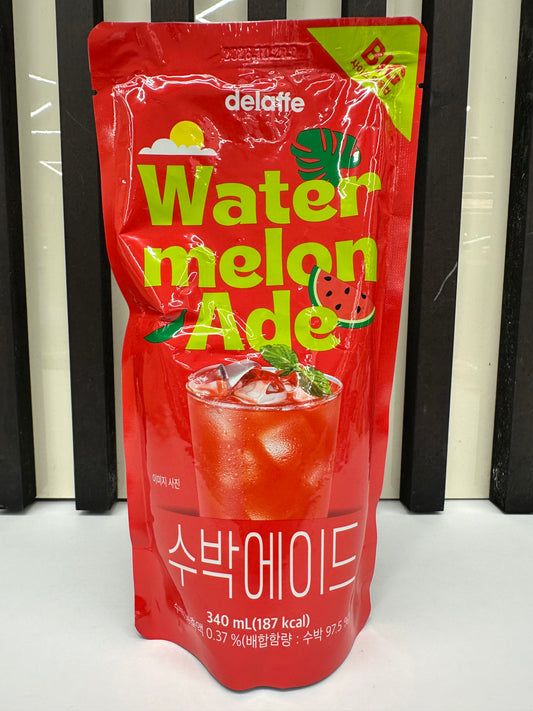 delaffe
BIG
Water
melon
Ade
이미지 사진
수박에이드
340 mL(187 kcal)
0.37 %(배합함량 : 수박 97.5 %